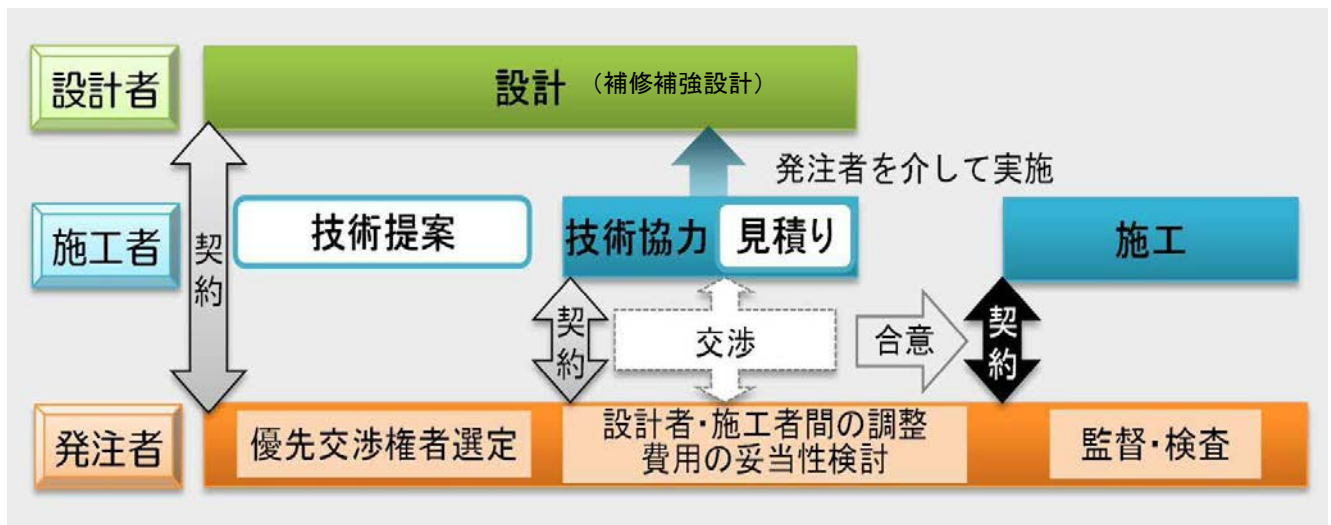 設計者
設計 (補修補強設計)
契約
発注者を介して実施
施工者
技術提案
技術協力
見積り
施工
契約
交渉
合意
契約
発注者
優先交渉権者選定
設計者・施工者間の調整
費用の妥当性検討
監督・検査